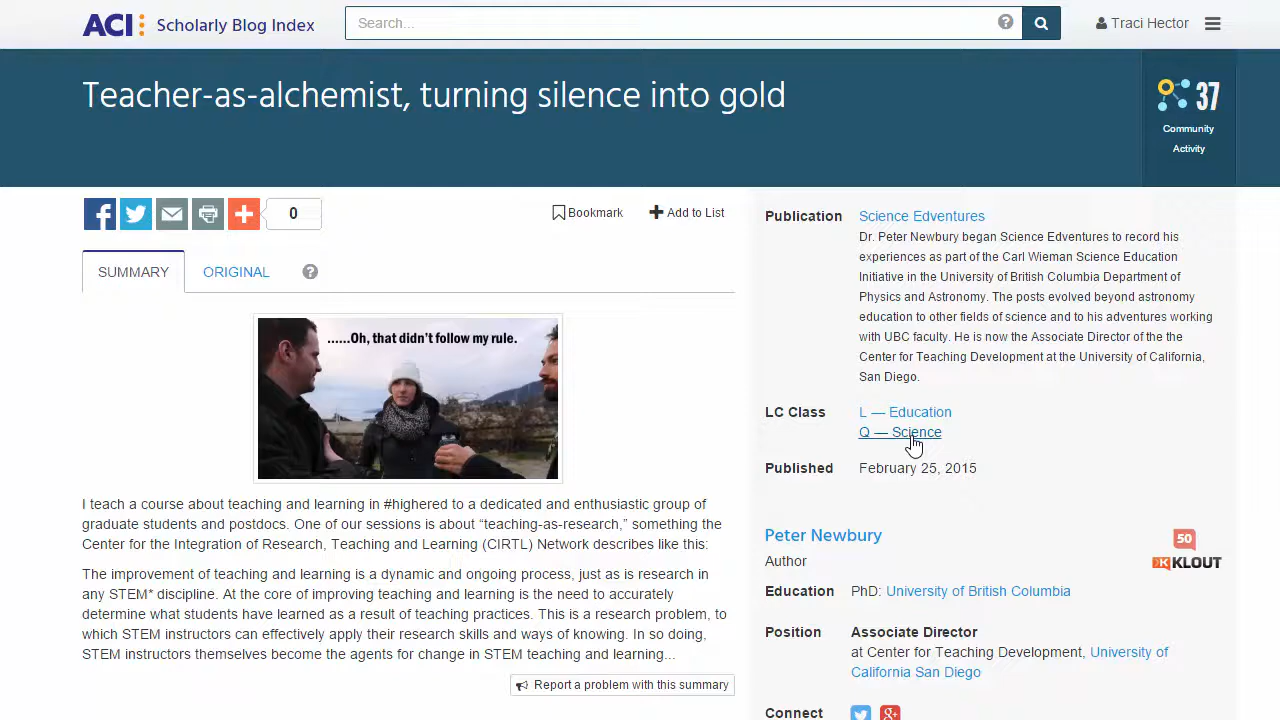 ACI Scholarly Blog Index
Search...
Traci Hector
Teacher-as-alchemist, turning silence into gold
37
Community
Activity
0
Bookmark
Add to List
SUMMARY
ORIGINAL
......Oh, that didn't follow my rule.
I teach a course about teaching and learning in #highered to a dedicated and enthusiastic group of
graduate students and postdocs. One of our sessions is about “teaching-as-research,” something the
Center for the Integration of Research, Teaching and Learning (CIRTL) Network describes like this:
The improvement of teaching and learning is a dynamic and ongoing process, just as is research in
any STEM* discipline. At the core of improving teaching and learning is the need to accurately
determine what students have learned as a result of teaching practices. This is a research problem, to
which STEM instructors can effectively apply their research skills and ways of knowing. In so doing,
STEM instructors themselves become the agents for change in STEM teaching and learning...
Report a problem with this summary
Publication Science Edventures
Dr. Peter Newbury began Science Edventures to record his
experiences as part of the Carl Wieman Science Education
Initiative in the University of British Columbia Department of
Physics and Astronomy. The posts evolved beyond astronomy
education to other fields of science and to his adventures working
with UBC faculty. He is now the Associate Director of the the
Center for Teaching Development at the University of California,
San Diego.
LC Class L — Education
Q — Science
Published February 25, 2015
Peter Newbury
Author
50
KLOUT
Education PhD: University of British Columbia
Position Associate Director
at Center for Teaching Development, University of
California San Diego
Connect